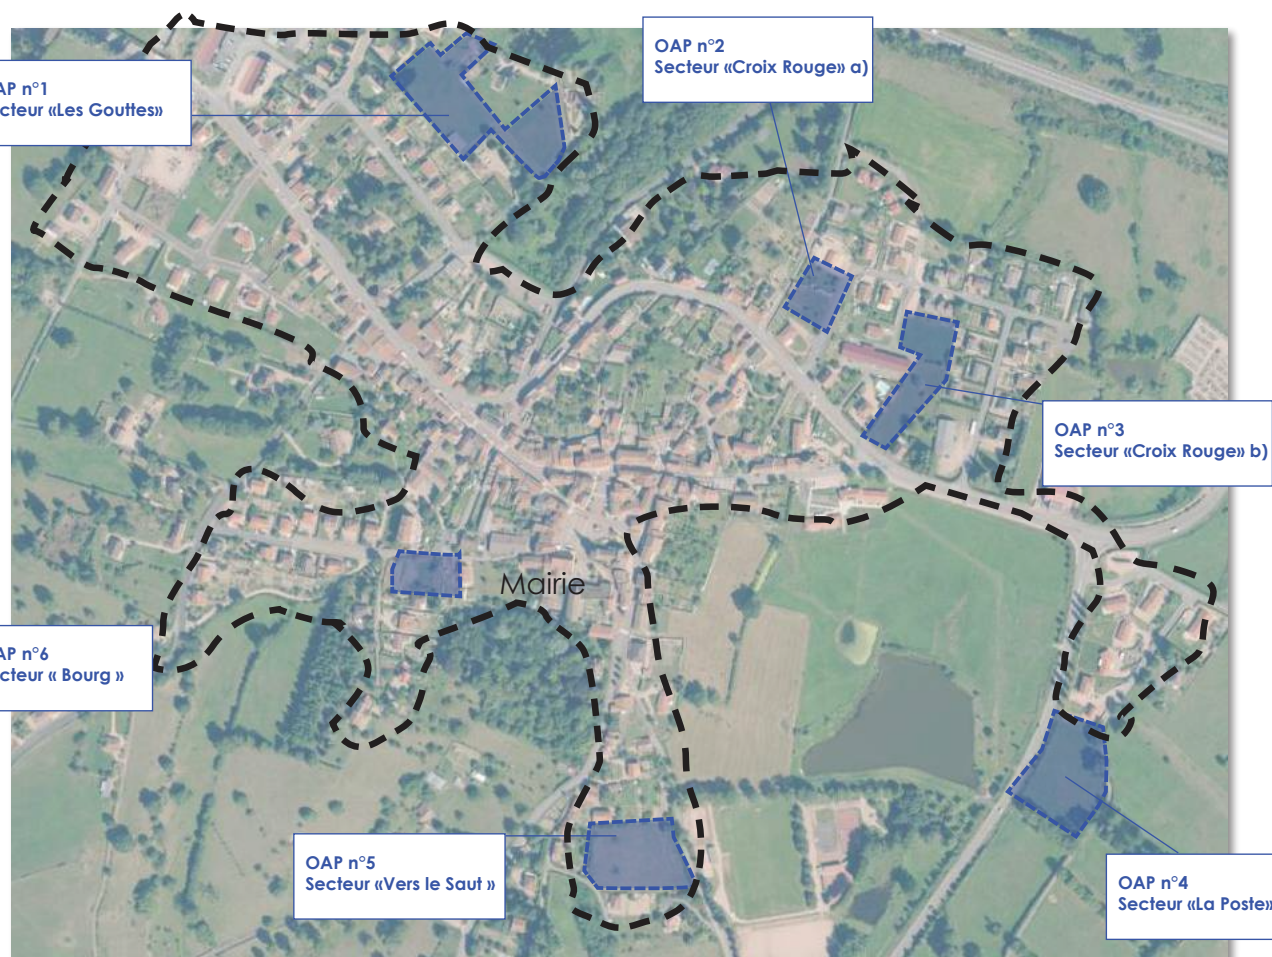 OAP n°2
Secteur «Croix Rouge» a)
AP n°1
cteur «Les Gouttes»
OAP n°3
Secteur «Croix Rouge» b)
Mairie
AP n°6
cteur « Bourg »
OAP n°5
Secteur «Vers le Saut »
OAP n°4
Secteur «La Poste»